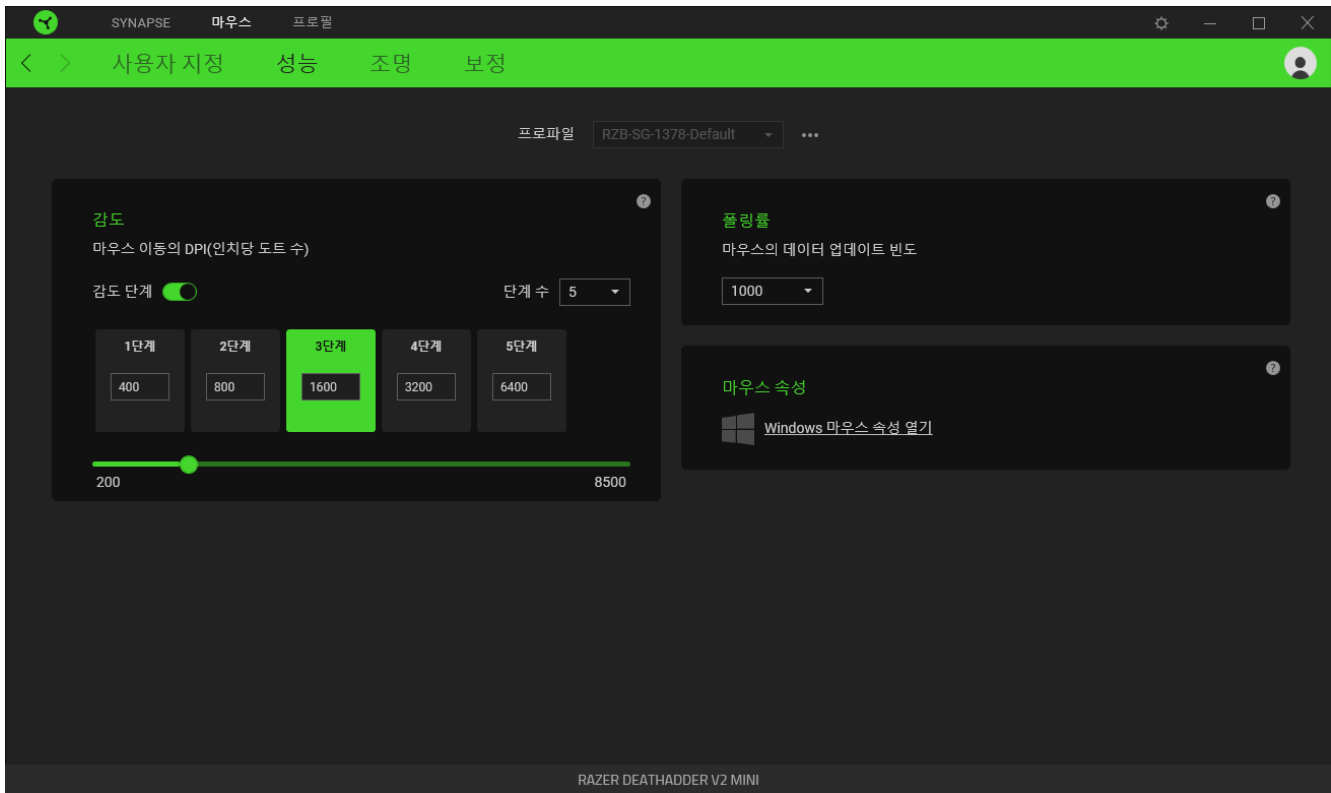 SYNAPSE 마우스 프로필
사용자 지정 성능 조명 보정
프로파일 RZB-SG-1378-Default
감도
마우스 이동의 DPI(인치당 도트 수)
감도 단계 단계 수 5
1단계 2단계 3단계 4단계 5단계
400 800 1600 3200 6400
200 8500
폴링률
마우스의 데이터 업데이트 빈도
1000
마우스 속성
Windows 마우스 속성 열기
RAZER DEATHADDER V2 MINI